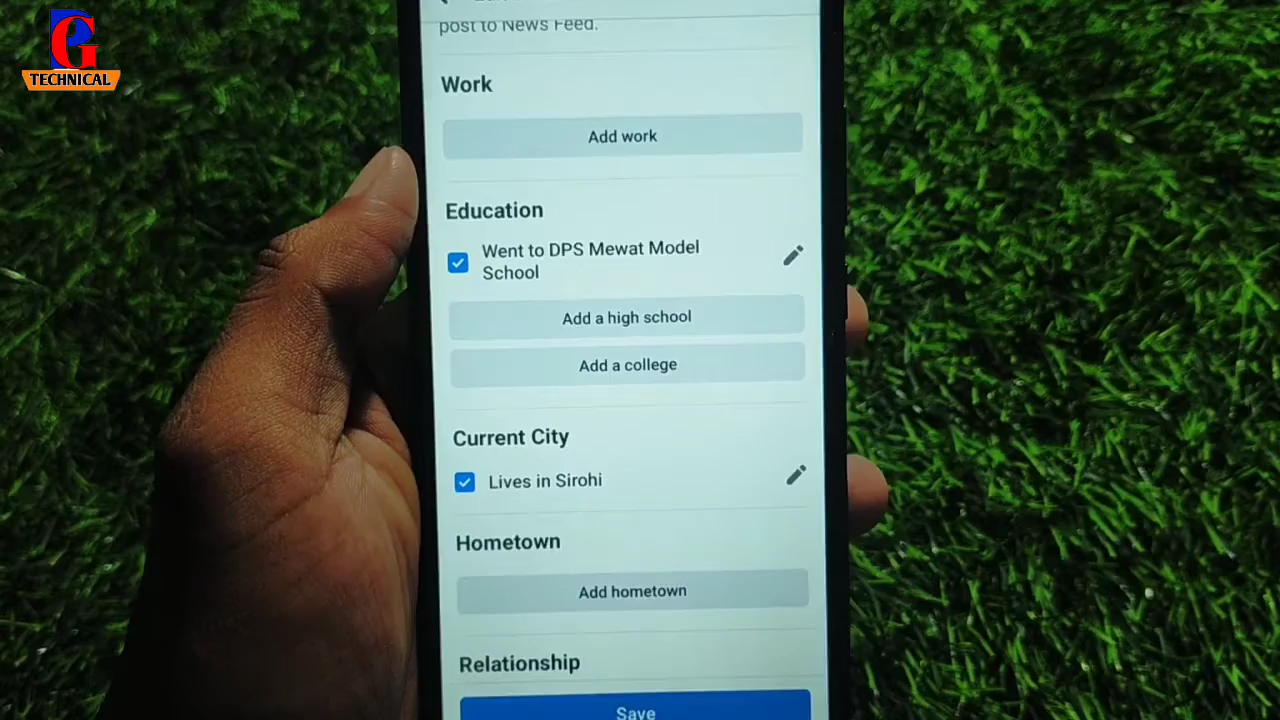 PG
TECHNICAL
post to News Feed.
Work
Add work
Education
Went to DPS Mewat Model
School
Add a high school
Add a college
Current City
Lives in Sirohi
Hometown
Add hometown
Relationship
Save